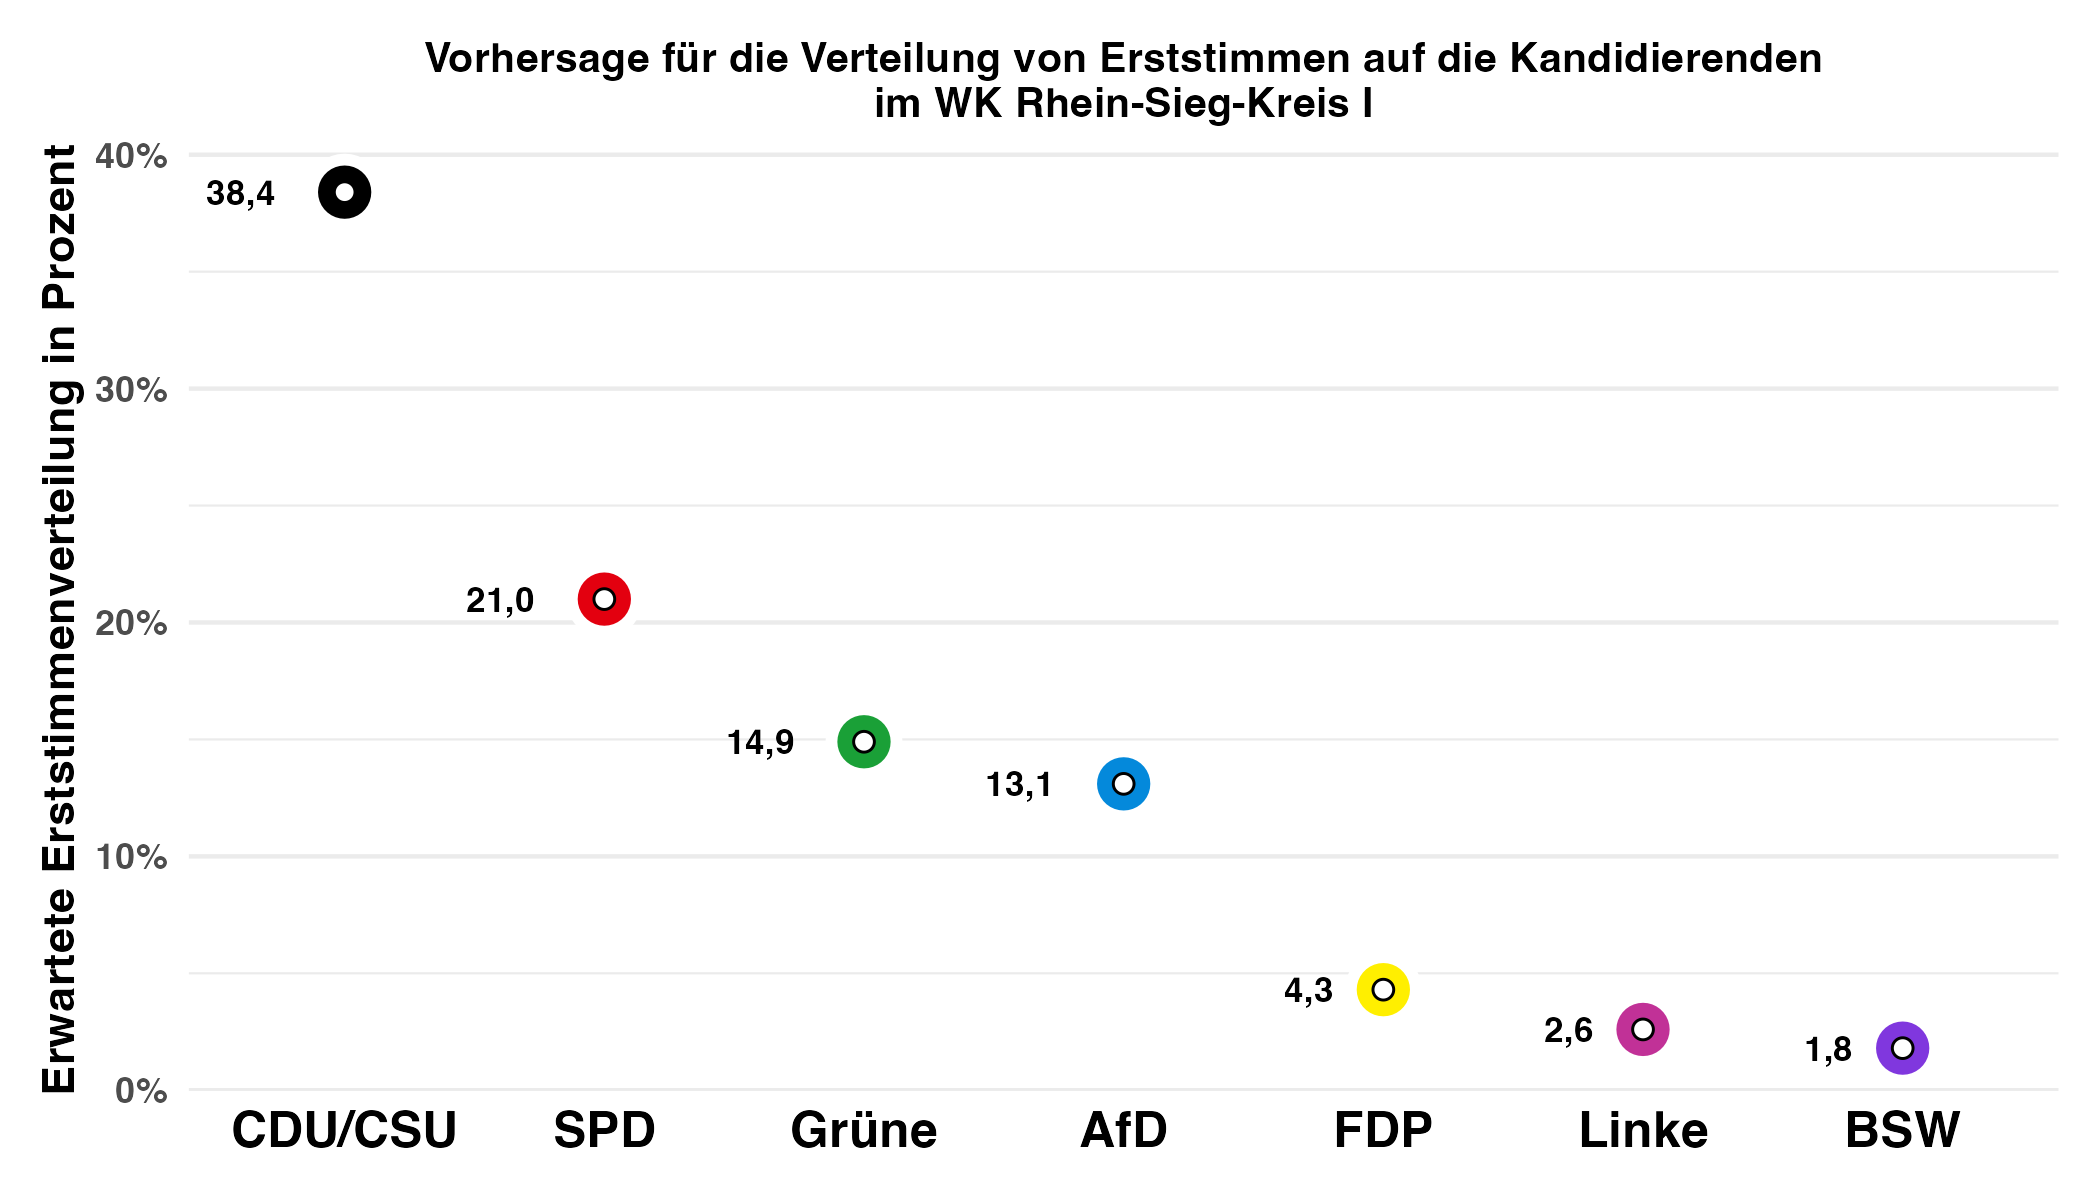 Vorhersage für die Verteilung von Erststimmen auf die Kandidierenden
im WK Rhein-Sieg-Kreis I
Erwartete Erststimmenverteilung in Prozent
40%
30%
20%
10%
0%
38,4
21,0
14,9
13,1
4,3
2,6
1,8
CDU/CSU
SPD
Grüne
AfD
FDP
Linke
BSW